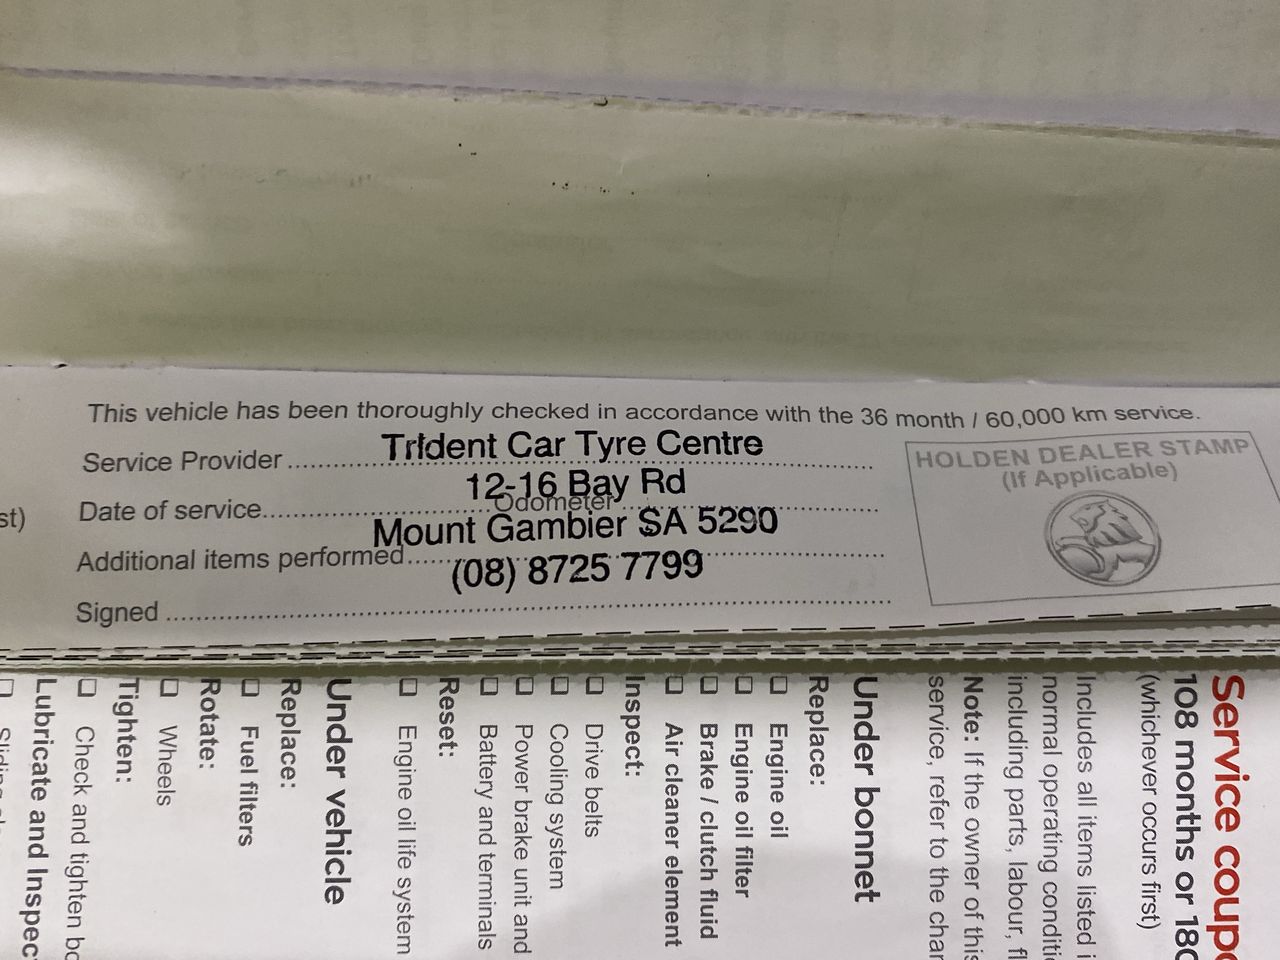 This vehicle has been thoroughly checked in accordance with the 36 month / 60,000 km service.
Service Provider
Trident Car Tyre Centre
12-16 Bay Rd
Date of service
Odometer
Mount Gambier SA 5290
Additional items performed
(08) 8725 7799
Signed
HOLDEN DEALER STAMP
(If Applicable)
st)
Service coup
108 months or 180
(whichever occurs first)
Includes all items listed i
normal operating conditi
including parts, labour, fl
Note: If the owner of this
service, refer to the char
Under bonnet
Replace:
Engine oil
Engine oil filter
Brake / clutch fluid
Air cleaner element
Inspect:
Drive belts
Cooling system
Power brake unit and
Battery and terminals
Reset:
Engine oil life system
Under vehicle
Replace:
Fuel filters
Rotate:
Wheels
Tighten:
Check and tighten bo
Lubricate and Inspec